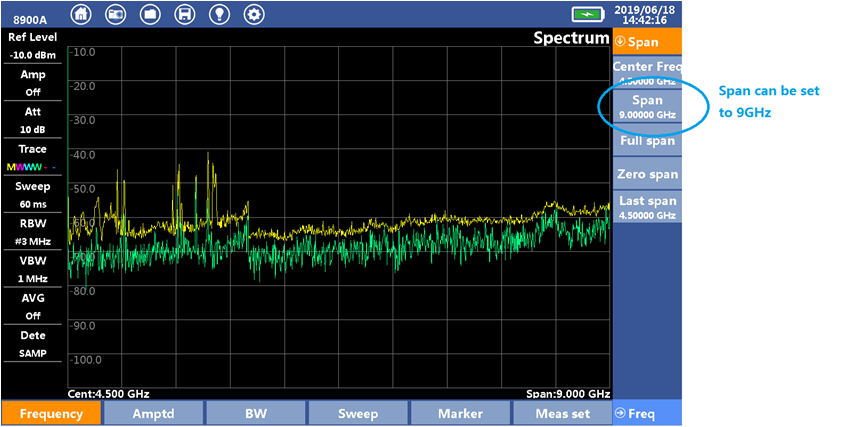 8900A
2019/06/18
14:42:16
Ref Level
-10.0 dBm
Amp
Off
Att
10 dB
Trace
MWWW - -
Sweep
60 ms
RBW
#3 MHz
VBW
1 MHz
AVG
Off
Dete
SAMP
Spectrum
-10.0
-20.0
-30.0
-40.0
-50.0
-60.0
-70.0
-80.0
-90.0
-100.0
Cent:4.500 GHz
Span:9.000 GHz
Span
Center Freq
4.50000 GHz
Span
9.00000 GHz
Full span
Zero span
Last span
4.50000 GHz
Freq
Span can be set
to 9GHz
Frequency
Amptd
BW
Sweep
Marker
Meas set